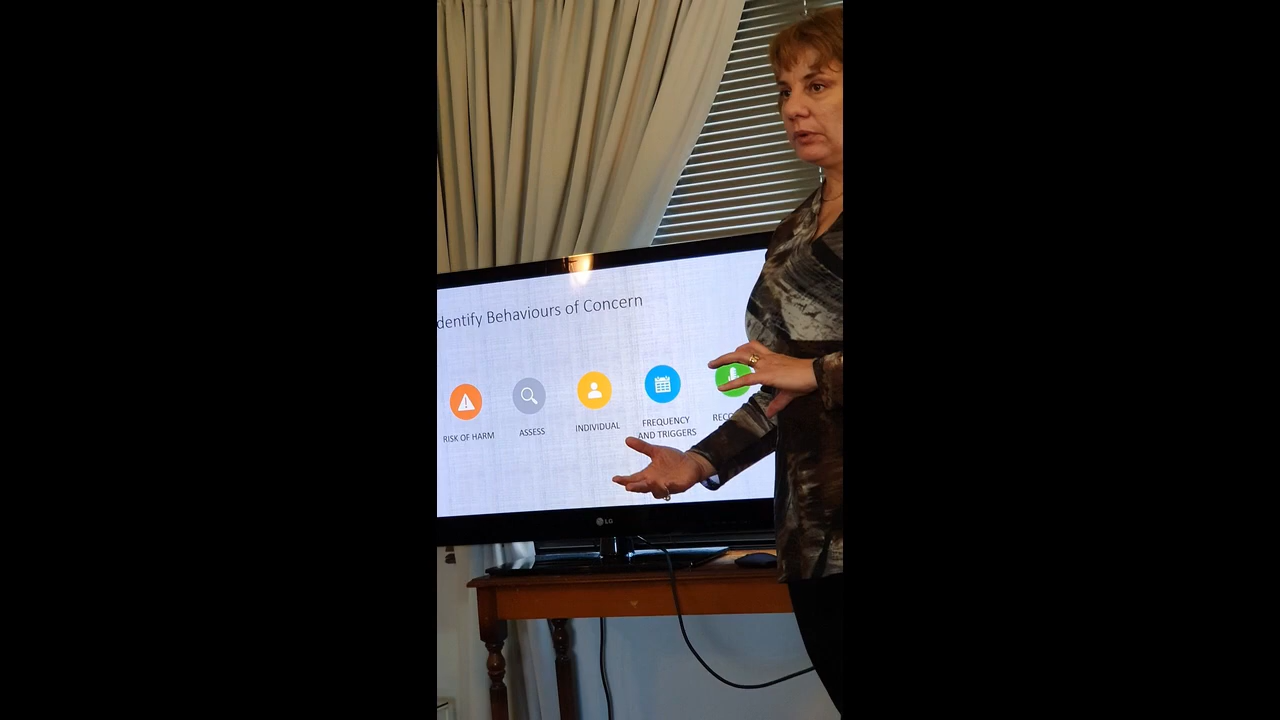 dentify Behaviours of Concern
RISK OF HARM
ASSESS
INDIVIDUAL
FREQUENCY
AND TRIGGERS
LG